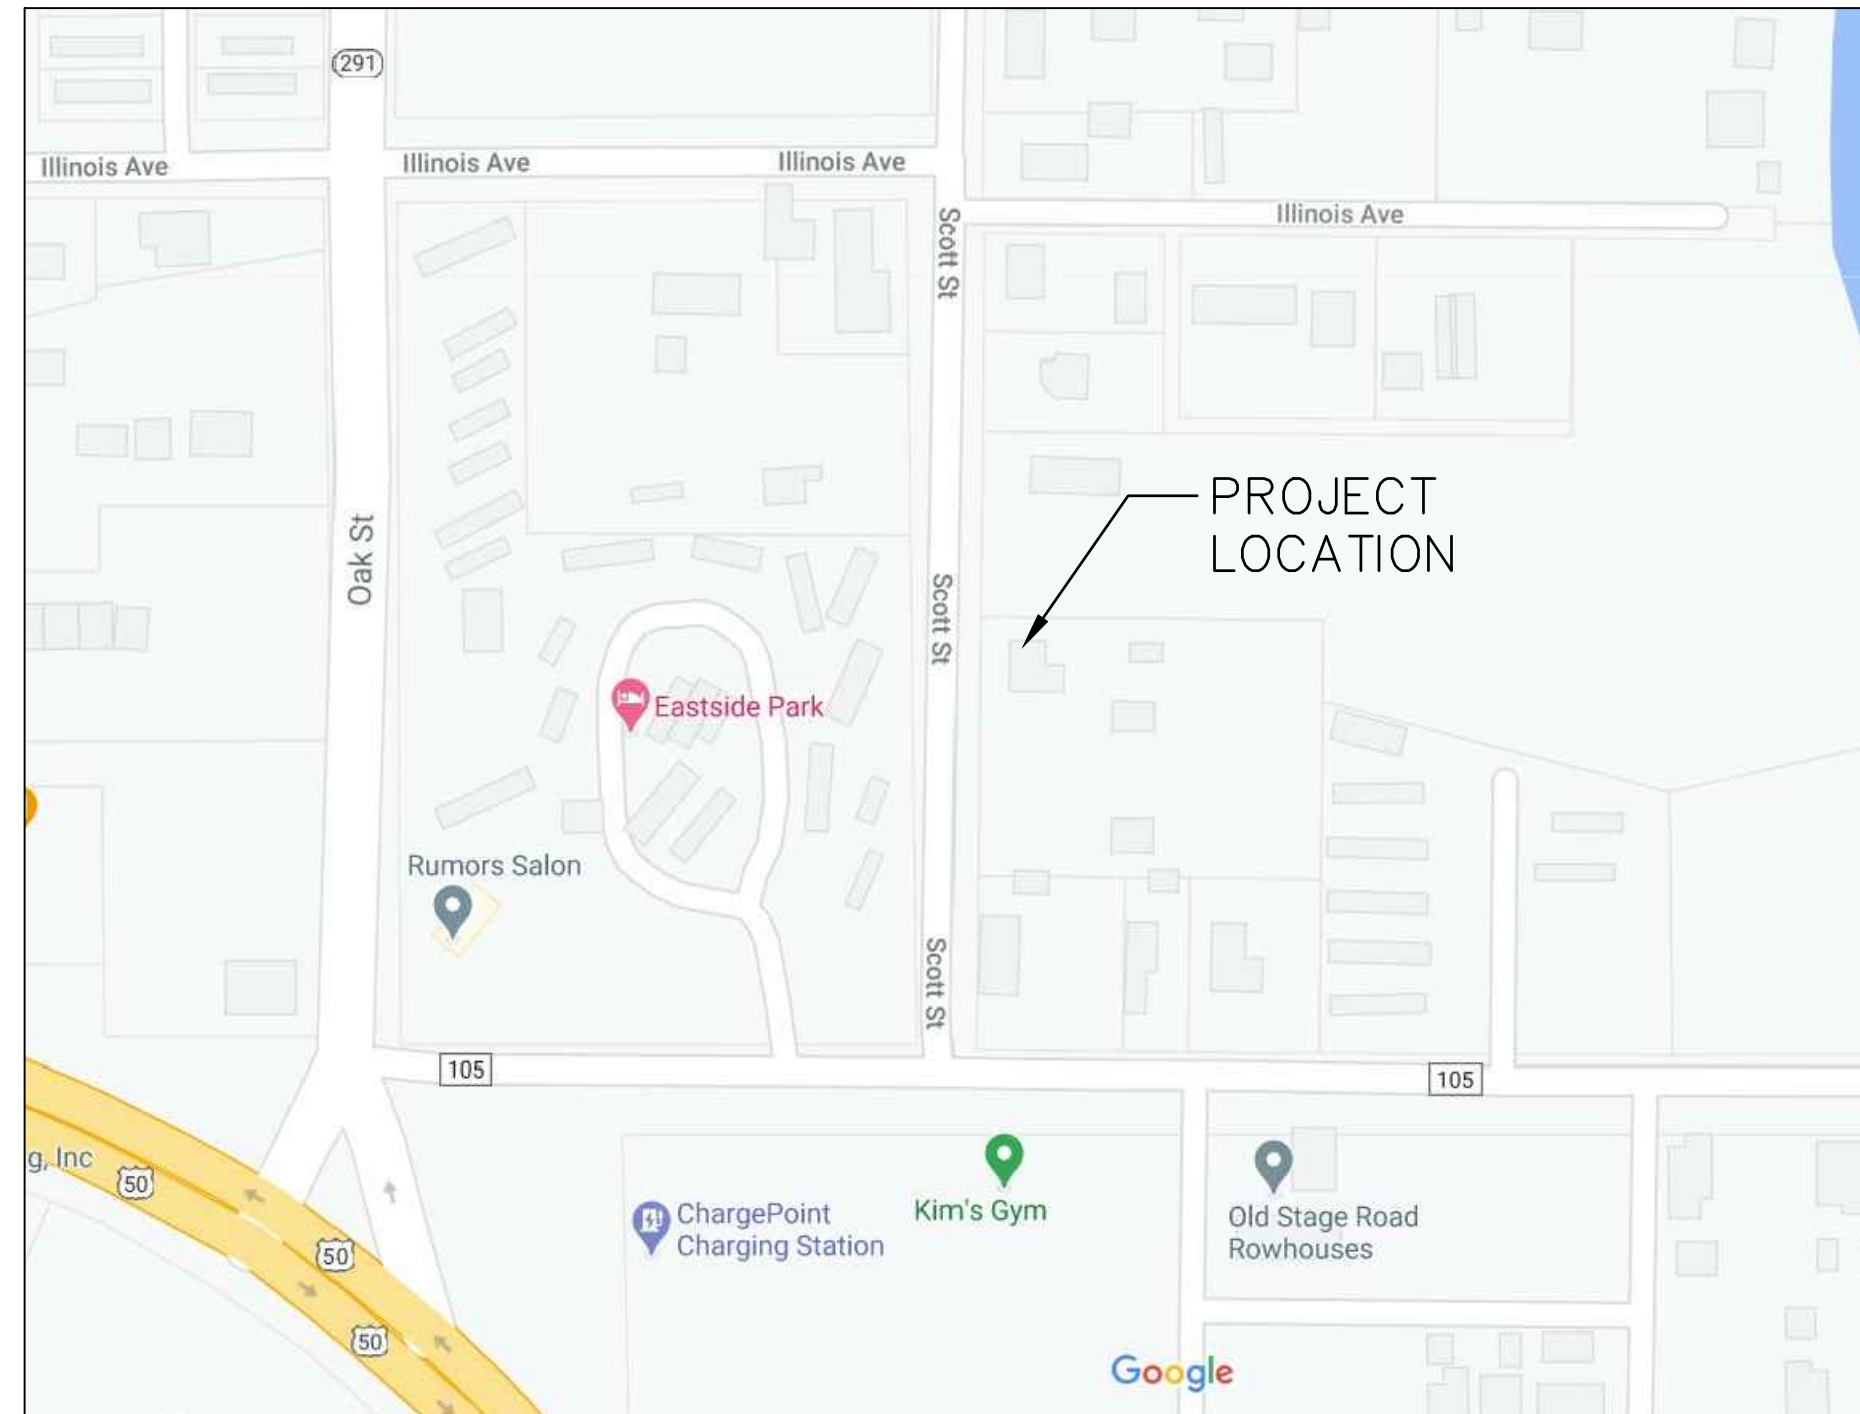 291
Illinois Ave
Illinois Ave
Illinois Ave
Illinois Ave
Scott St
PROJECT
LOCATION
Oak St
Scott St
Eastside Park
Rumors Salon
Scott St
105
105
g, Inc
50
ChargePoint
Charging Station
Kim's Gym
Old Stage Road
Rowhouses
50
50
Google